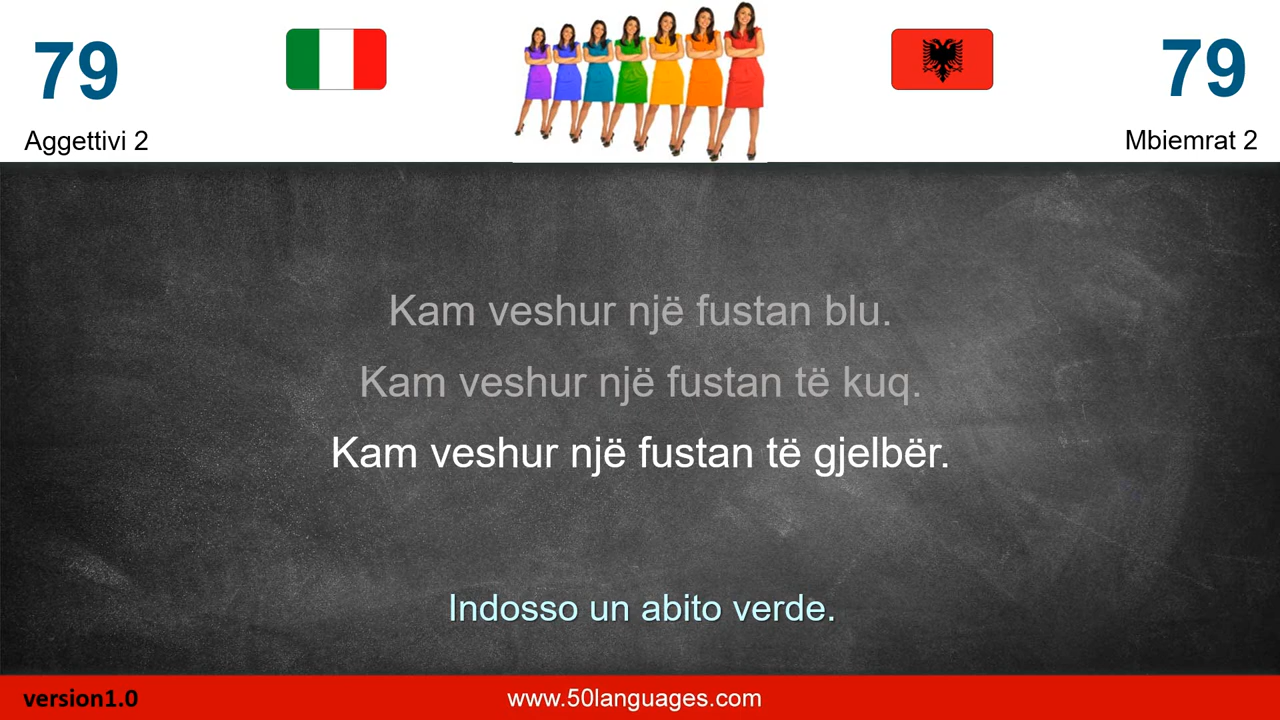 79
79
Aggettivi 2
Mbiemrat 2
Kam veshur një fustan blu.
Kam veshur një fustan të kuq.
Kam veshur një fustan të gjelbër.
Indosso un abito verde.
version1.0
www.50languages.com